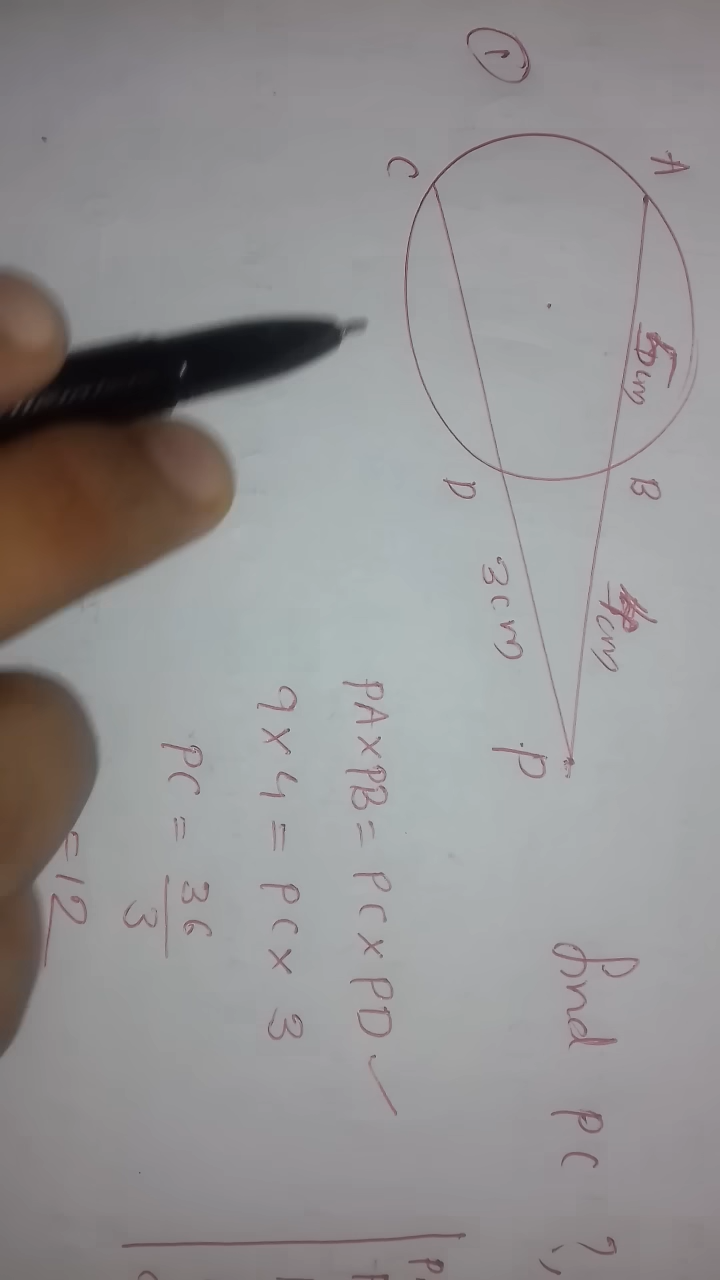 1
A
5cm
B
4cm
C
D
3cm
P
find PC ?,
PA×PB = PC×PD ✓
9×4 = PC×3
PC = 36/3
=12